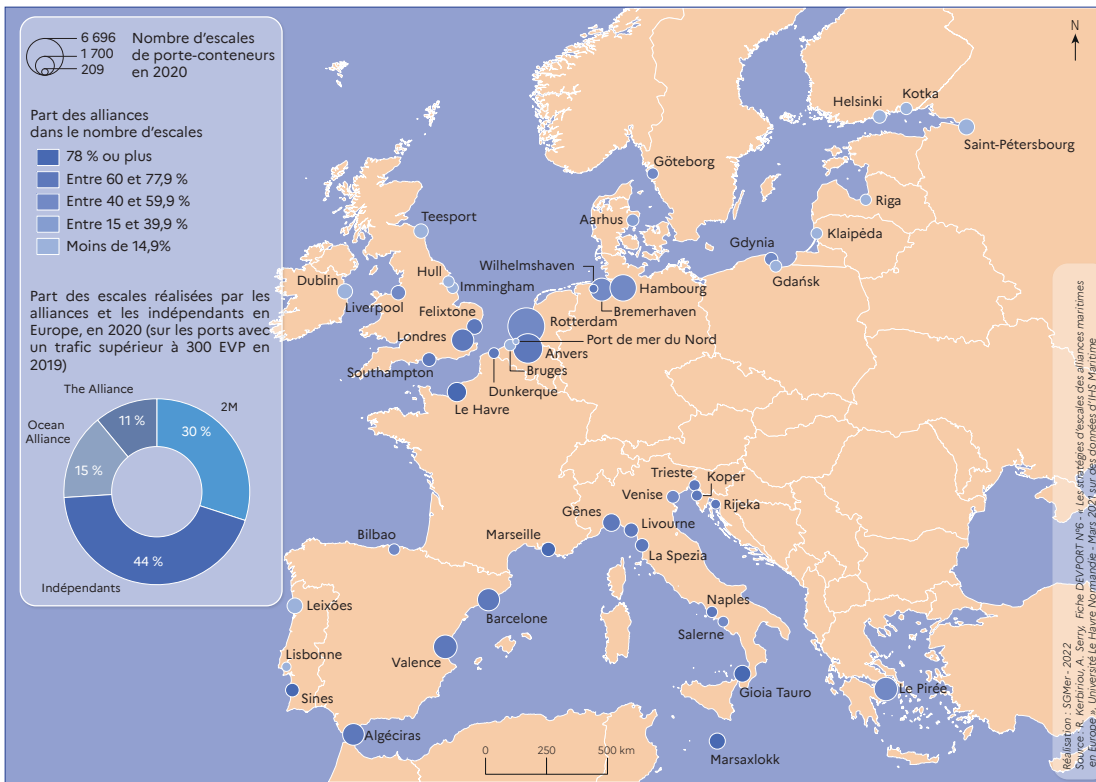 6 696
1 700
209
Nombre d'escales
de porte-conteneurs
en 2020
Part des alliances
dans le nombre d'escales
78 % ou plus
Entre 60 et 77,9 %
Entre 40 et 59,9 %
Entre 15 et 39,9 %
Moins de 14,9%
Part des escales réalisées par les
alliances et les indépendants en
Europe, en 2020 (sur les ports avec
un trafic supérieur à 300 EVP en
2019)
The Alliance
11 %
2M
30 %
Ocean
Alliance
15 %
44 %
Indépendants
N
Helsinki
Kotka
Saint-Pétersbourg
Göteborg
Riga
Aarhus
Klaipėda
Teesport
Gdynia
Gdańsk
Wilhelmshaven
Hull
Immingham
Hambourg
Dublin
Liverpool
Bremerhaven
Felixtone
Rotterdam
Londres
Port de mer du Nord
Anvers
Southampton
Bruges
Dunkerque
Le Havre
Trieste
Koper
Venise
Rijeka
Gênes
Livourne
Bilbao
Marseille
La Spezia
Leixões
Barcelone
Naples
Salerne
Lisbonne
Valence
Sines
Gioia Tauro
Le Pirée
Algéciras
Marsaxlokk
0
250
500 km
Réalisation : SGMer - 2022
Source : R. Kerbiriou, A. Serry, Fiche DEVPORT N°6 - « Les stratégies d'escales des alliances maritimes
en Europe », Université Le Havre Normandie - Mars 2021 sur des données d'IHS Maritime